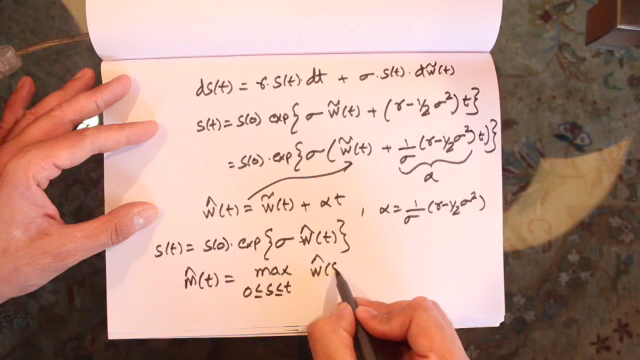 dS(t) = r·S(t)·dt + σ·S(t)·dW̃(t)
S(t) = S(0) exp{σ W̃(t) + (r-½σ²)t}
= S(0)·exp{σ(W̃(t) + 1/σ(r-½σ²)t)}
α
Ŵ(t) = W̃(t) + αt , α = 1/σ(r-½σ²)
S(t) = S(0)·exp{σ Ŵ(t)}
M̂(t) = max Ŵ(s
0≤s≤t